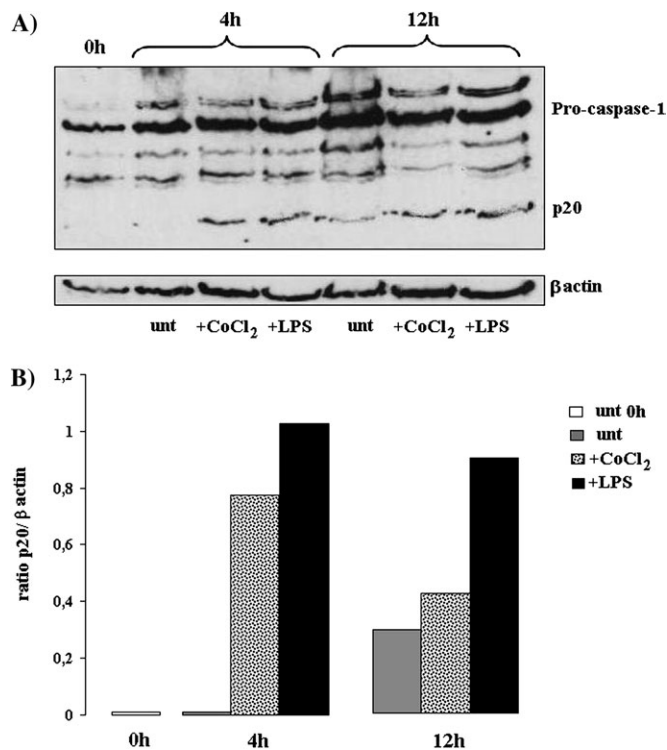 A)
0h
4h
12h
Pro-caspase-1
p20
β actin
unt +CoCl2 +LPS unt +CoCl2 +LPS
B)
ratio p20/ β actin
1,2
1
0,8
0,6
0,4
0,2
0
0h
4h
12h
unt 0h
unt
+CoCl2
+LPS